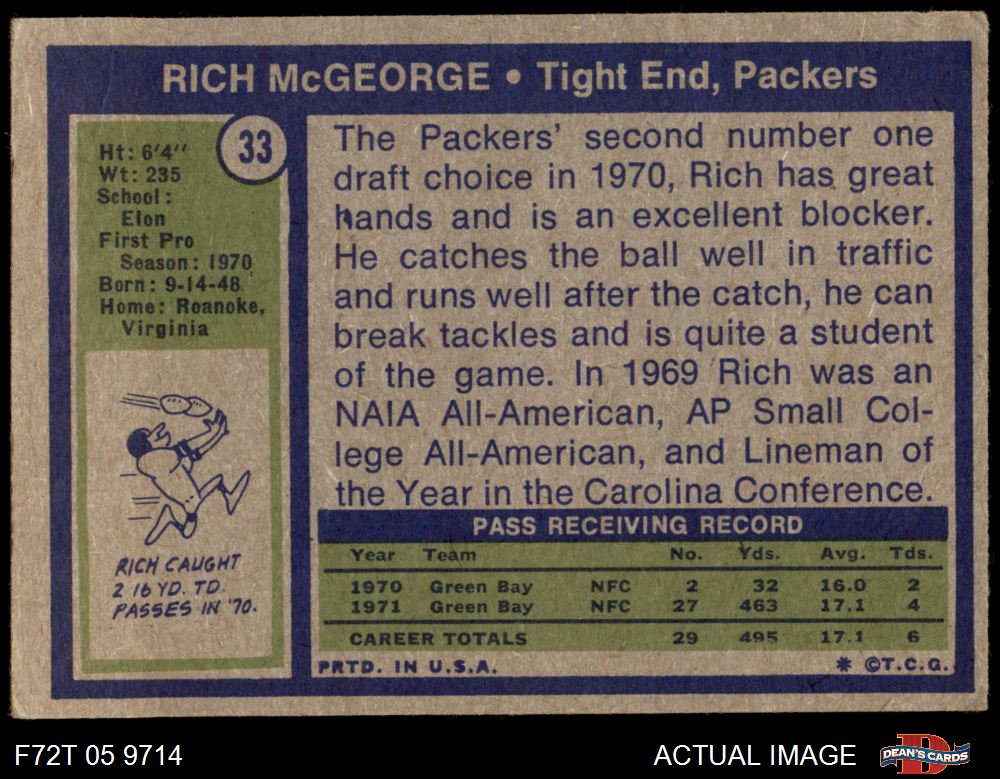 RICH McGEORGE • Tight End, Packers
33
Ht: 6'4"
Wt: 235
School:
Elon
First Pro
Season: 1970
Born: 9-14-48
Home: Roanoke,
Virginia
RICH CAUGHT
2 16 YD. TD.
PASSES IN '70.
The Packers' second number one
draft choice in 1970, Rich has great
hands and is an excellent blocker.
He catches the ball well in traffic
and runs well after the catch, he can
break tackles and is quite a student
of the game. In 1969 Rich was an
NAIA All-American, AP Small Col-
lege All-American, and Lineman of
the Year in the Carolina Conference.
PASS RECEIVING RECORD
Year Team No. Yds. Avg. Tds.
1970 Green Bay NFC 2 32 16.0 2
1971 Green Bay NFC 27 463 17.1 4
CAREER TOTALS 29 495 17.1 6
PRTD. IN U.S.A. * ©T.C.G.
F72T 05 9714 ACTUAL IMAGE DEAN'S CARDS